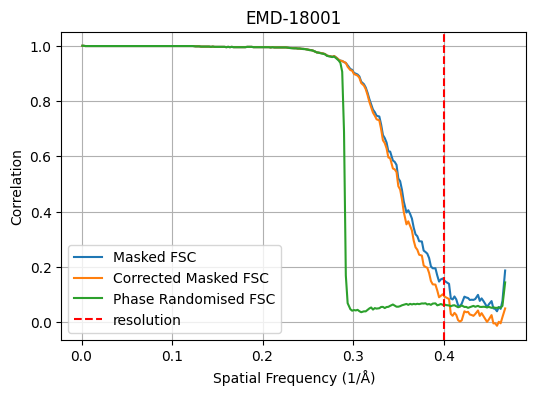 EMD-18001
1.0
0.8
0.6
0.4
0.2
0.0
Correlation
Masked FSC
Corrected Masked FSC
Phase Randomised FSC
resolution
0.0 0.1 0.2 0.3 0.4
Spatial Frequency (1/Å)